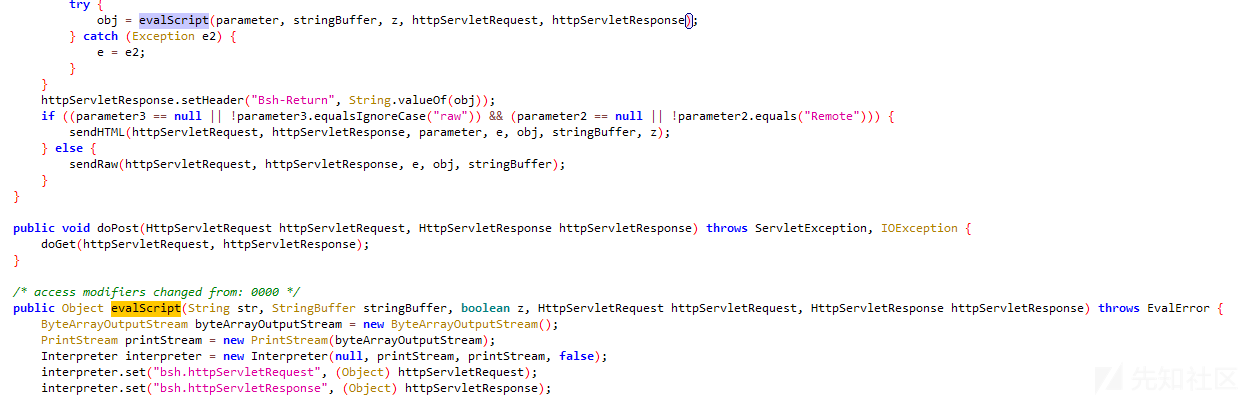 try {
obj = evalScript(parameter, stringBuffer, z, httpServletRequest, httpServletResponse);
} catch (Exception e2) {
e = e2;
}
}
httpServletResponse.setHeader("Bsh-Return", String.valueOf(obj));
if ((parameter3 == null || !parameter3.equalsIgnoreCase("raw")) && (parameter2 == null || !parameter2.equals("Remote"))) {
sendHTML(httpServletRequest, httpServletResponse, parameter, e, obj, stringBuffer, z);
} else {
sendRaw(httpServletRequest, httpServletResponse, e, obj, stringBuffer);
}
}
public void doPost(HttpServletRequest httpServletRequest, HttpServletResponse httpServletResponse) throws ServletException, IOException {
doGet(httpServletRequest, httpServletResponse);
}
/* access modifiers changed from: 0000 */
public Object evalScript(String str, StringBuffer stringBuffer, boolean z, HttpServletRequest httpServletRequest, HttpServletResponse httpServletResponse) throws EvalError {
ByteArrayOutputStream byteArrayOutputStream = new ByteArrayOutputStream();
PrintStream printStream = new PrintStream(byteArrayOutputStream);
Interpreter interpreter = new Interpreter(null, printStream, printStream, false);
interpreter.set("bsh.httpServletRequest", (Object) httpServletRequest);
interpreter.set("bsh.httpServletResponse", (Object) httpServletResponse);
先知社区